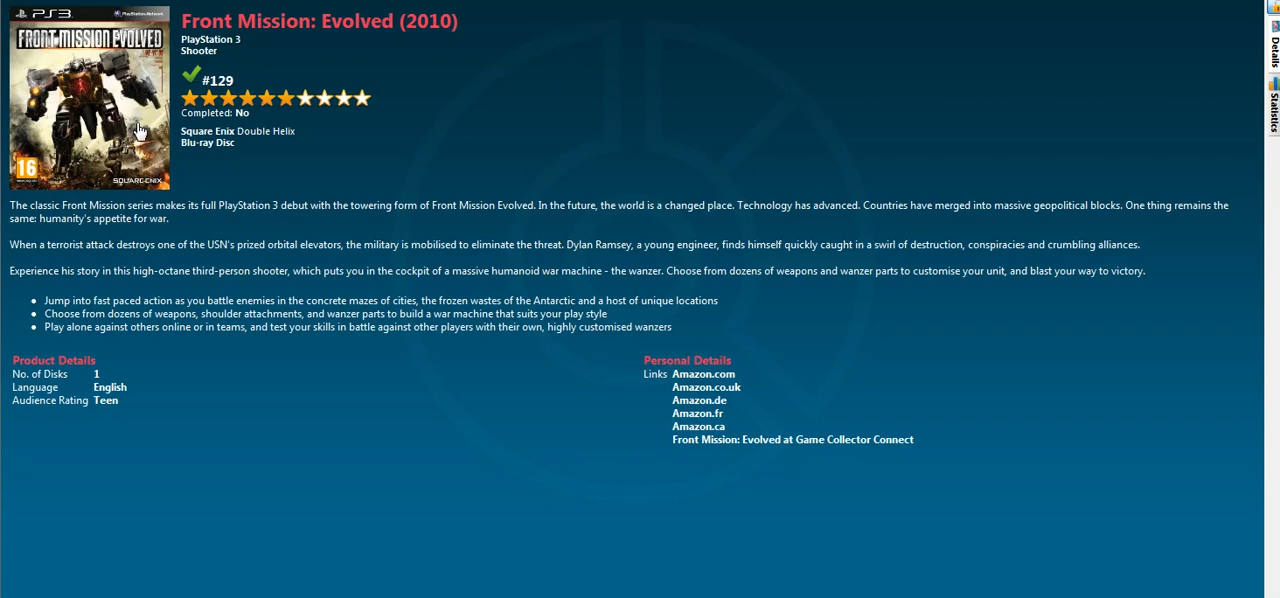 PS3 PlayStation Network
FRONT MISSION EVOLVED
16
SQUARE ENIX
Front Mission: Evolved (2010)
PlayStation 3
Shooter
#129
Completed: No
Square Enix Double Helix
Blu-ray Disc
The classic Front Mission series makes its full PlayStation 3 debut with the towering form of Front Mission Evolved. In the future, the world is a changed place. Technology has advanced. Countries have merged into massive geopolitical blocks. One thing remains the
same: humanity's appetite for war.
When a terrorist attack destroys one of the USN's prized orbital elevators, the military is mobilised to eliminate the threat. Dylan Ramsey, a young engineer, finds himself quickly caught in a swirl of destruction, conspiracies and crumbling alliances.
Experience his story in this high-octane third-person shooter, which puts you in the cockpit of a massive humanoid war machine - the wanzer. Choose from dozens of weapons and wanzer parts to customise your unit, and blast your way to victory.
• Jump into fast paced action as you battle enemies in the concrete mazes of cities, the frozen wastes of the Antarctic and a host of unique locations
• Choose from dozens of weapons, shoulder attachments, and wanzer parts to build a war machine that suits your play style
• Play alone against others online or in teams, and test your skills in battle against other players with their own, highly customised wanzers
Product Details
No. of Disks 1
Language English
Audience Rating Teen
Personal Details
Links Amazon.com
Amazon.co.uk
Amazon.de
Amazon.fr
Amazon.ca
Front Mission: Evolved at Game Collector Connect
Details
Statistics